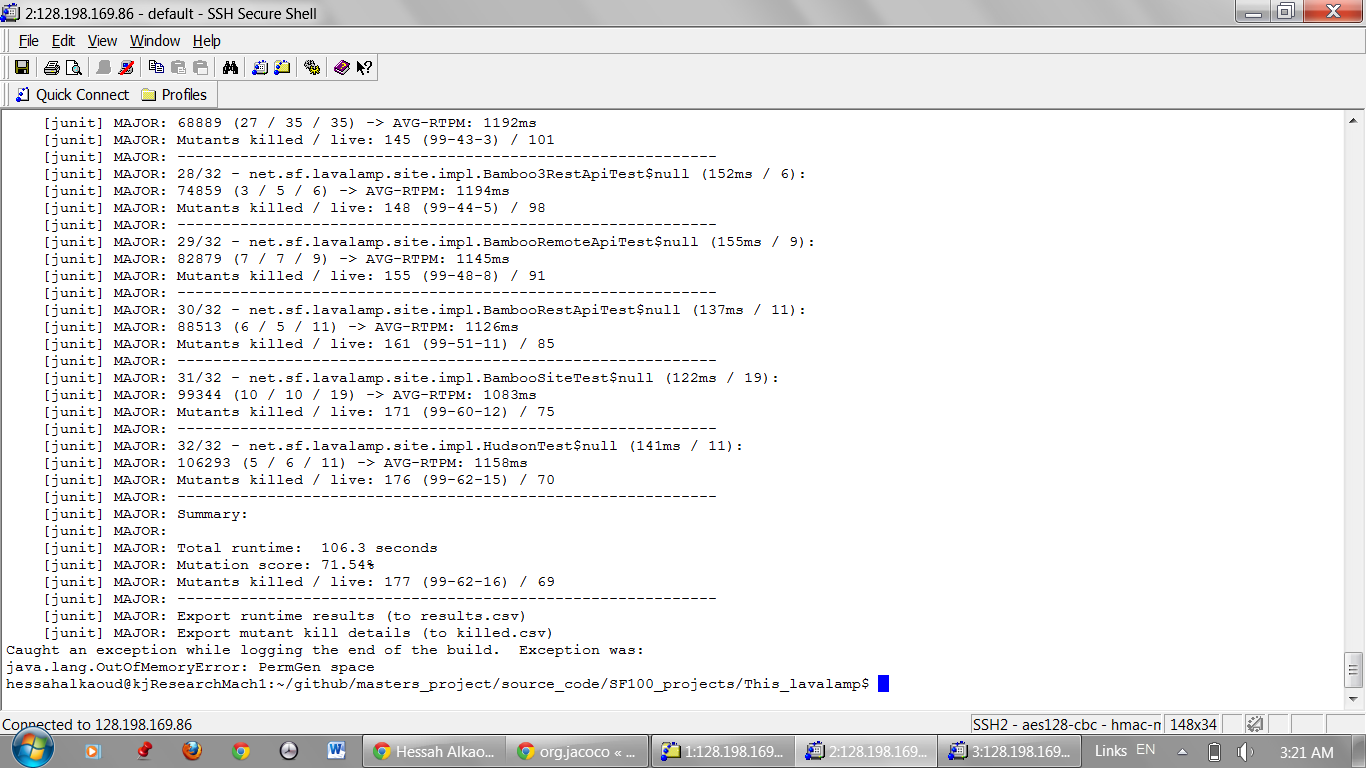 2:128.198.169.86 - default - SSH Secure Shell
File Edit View Window Help
Quick Connect Profiles
[junit] MAJOR: 68889 (27 / 35 / 35) -> AVG-RTPM: 1192ms
[junit] MAJOR: Mutants killed / live: 145 (99-43-3) / 101
[junit] MAJOR: ------------------------------------------------------------
[junit] MAJOR: 28/32 - net.sf.lavalamp.site.impl.Bamboo3RestApiTest$null (152ms / 6):
[junit] MAJOR: 74859 (3 / 5 / 6) -> AVG-RTPM: 1194ms
[junit] MAJOR: Mutants killed / live: 148 (99-44-5) / 98
[junit] MAJOR: ------------------------------------------------------------
[junit] MAJOR: 29/32 - net.sf.lavalamp.site.impl.BambooRemoteApiTest$null (155ms / 9):
[junit] MAJOR: 82879 (7 / 7 / 9) -> AVG-RTPM: 1145ms
[junit] MAJOR: Mutants killed / live: 155 (99-48-8) / 91
[junit] MAJOR: ------------------------------------------------------------
[junit] MAJOR: 30/32 - net.sf.lavalamp.site.impl.BambooRestApiTest$null (137ms / 11):
[junit] MAJOR: 88513 (6 / 5 / 11) -> AVG-RTPM: 1126ms
[junit] MAJOR: Mutants killed / live: 161 (99-51-11) / 85
[junit] MAJOR: ------------------------------------------------------------
[junit] MAJOR: 31/32 - net.sf.lavalamp.site.impl.BambooSiteTest$null (122ms / 19):
[junit] MAJOR: 99344 (10 / 10 / 19) -> AVG-RTPM: 1083ms
[junit] MAJOR: Mutants killed / live: 171 (99-60-12) / 75
[junit] MAJOR: ------------------------------------------------------------
[junit] MAJOR: 32/32 - net.sf.lavalamp.site.impl.HudsonTest$null (141ms / 11):
[junit] MAJOR: 106293 (5 / 6 / 11) -> AVG-RTPM: 1158ms
[junit] MAJOR: Mutants killed / live: 176 (99-62-15) / 70
[junit] MAJOR: ------------------------------------------------------------
[junit] MAJOR: Summary:
[junit] MAJOR:
[junit] MAJOR: Total runtime:  106.3 seconds
[junit] MAJOR: Mutation score: 71.54%
[junit] MAJOR: Mutants killed / live: 177 (99-62-16) / 69
[junit] MAJOR: ------------------------------------------------------------
[junit] MAJOR: Export runtime results (to results.csv)
[junit] MAJOR: Export mutant kill details (to killed.csv)
Caught an exception while logging the end of the build.  Exception was:
java.lang.OutOfMemoryError: PermGen space
hessahalkaoud@kjResearchMach1:~/github/masters_project/source_code/SF100_projects/This_lavalamp$
Connected to 128.198.169.86 SSH2 - aes128-cbc - hmac-m 148x34
Hessah Alkao... org.jacoco « ... 1:128.198.169... 2:128.198.169... 3:128.198.169... Links EN 3:21 AM